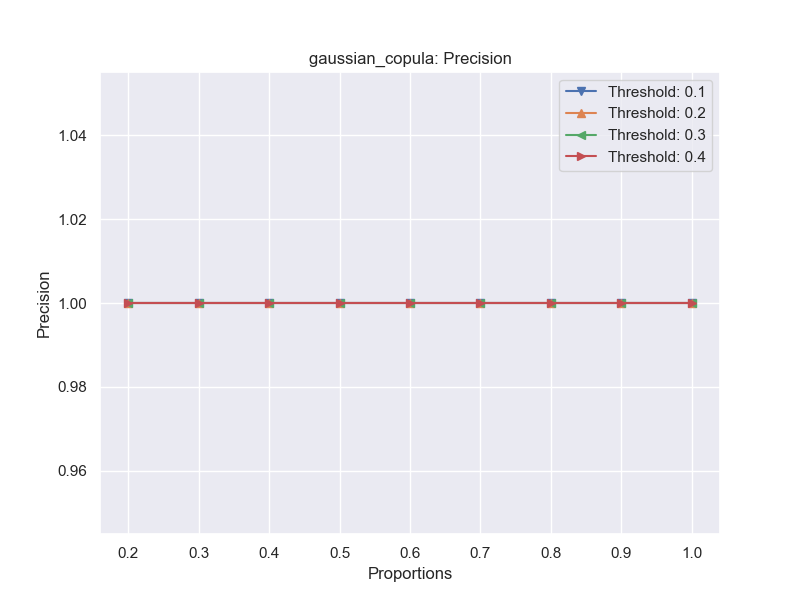 gaussian_copula: Precision
Threshold: 0.1
Threshold: 0.2
Threshold: 0.3
Threshold: 0.4
1.04
1.02
1.00
0.98
0.96
Precision
0.2 0.3 0.4 0.5 0.6 0.7 0.8 0.9 1.0
Proportions